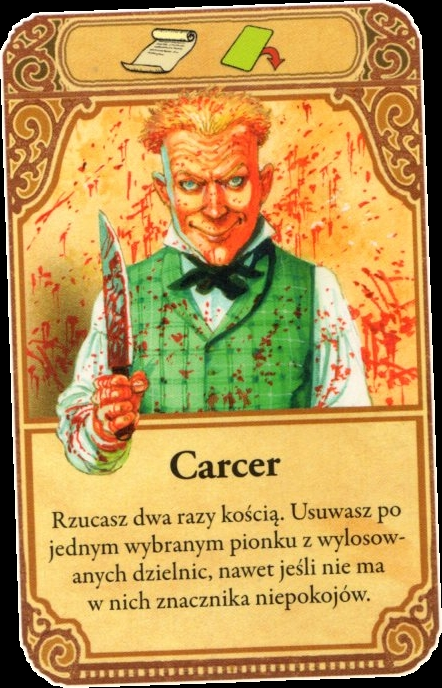 Carcer
Rzucasz dwa razy kością. Usuwasz po
jednym wybranym pionku z wylosow-
anych dzielnic, nawet jeśli nie ma
w nich znacznika niepokojów.